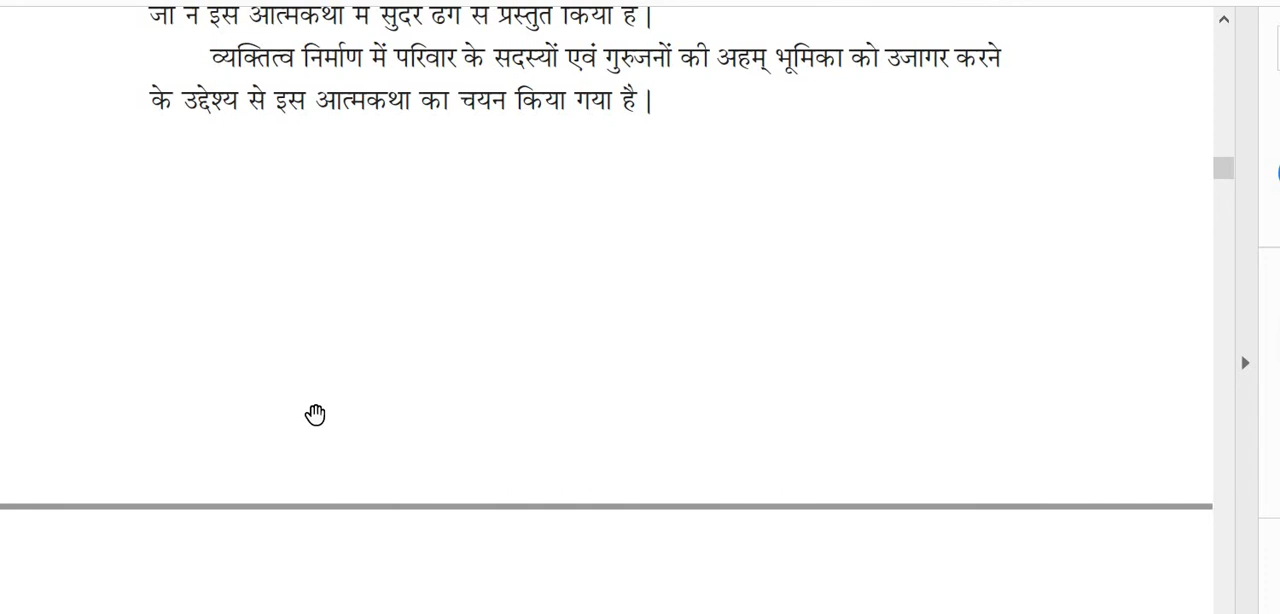 जी ने इस आत्मकथा में सुंदर ढंग से प्रस्तुत किया है |
व्यक्तित्व निर्माण में परिवार के सदस्यों एवं गुरुजनों की अहम् भूमिका को उजागर करने
के उद्देश्य से इस आत्मकथा का चयन किया गया है |